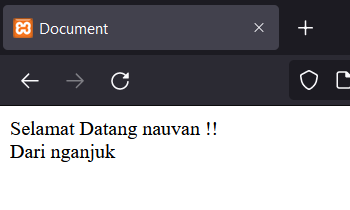 Document
Selamat Datang nauvan !!
Dari nganjuk